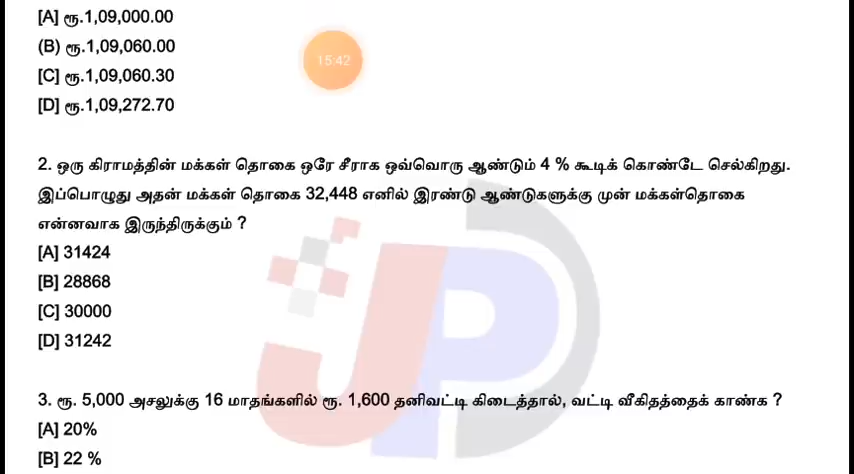 [A] ரூ.1,09,000.00
(B) ரூ.1,09,060.00
[C] ரூ.1,09,060.30
[D] ரூ.1,09,272.70
15:42
2. ஒரு கிராமத்தின் மக்கள் தொகை ஒரே சீராக ஒவ்வொரு ஆண்டும் 4 % கூடிக் கொண்டே செல்கிறது.
இப்பொழுது அதன் மக்கள் தொகை 32,448 எனில் இரண்டு ஆண்டுகளுக்கு முன் மக்கள்தொகை
என்னவாக இருந்திருக்கும் ?
[A] 31424
[B] 28868
[C] 30000
[D] 31242
JP
3. ரூ. 5,000 அசலுக்கு 16 மாதங்களில் ரூ. 1,600 தனிவட்டி கிடைத்தால், வட்டி வீகிதத்தைக் காண்க ?
[A] 20%
[B] 22 %